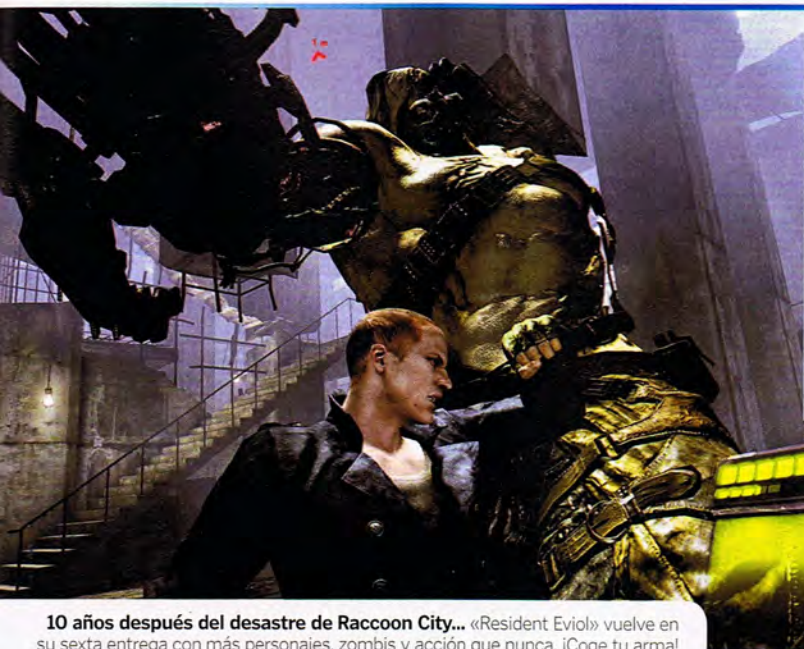 10 años después del desastre de Raccoon City... «Resident Eviol» vuelve en
su sexta entrega con más personajes, zombis y acción que nunca. ¡Coge tu arma!